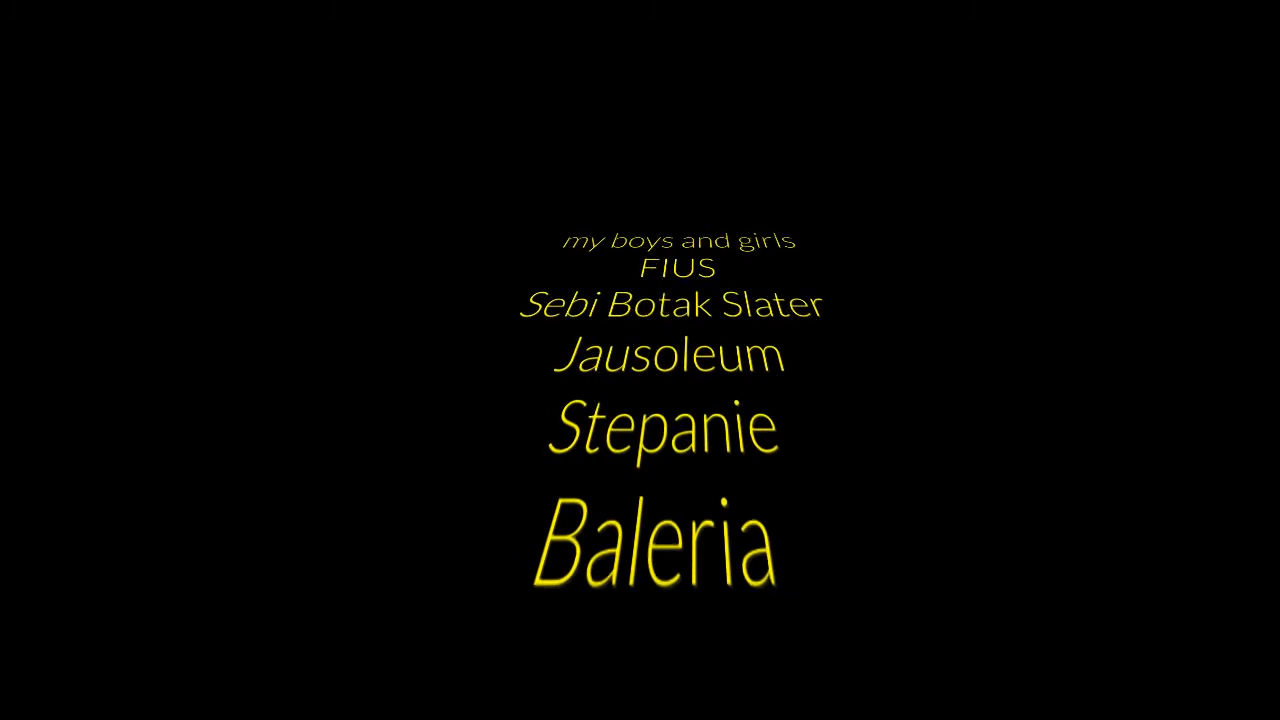 my boys and girls
FIUS
Sebi Botak Slater
Jausoleum
Stepanie
Baleria